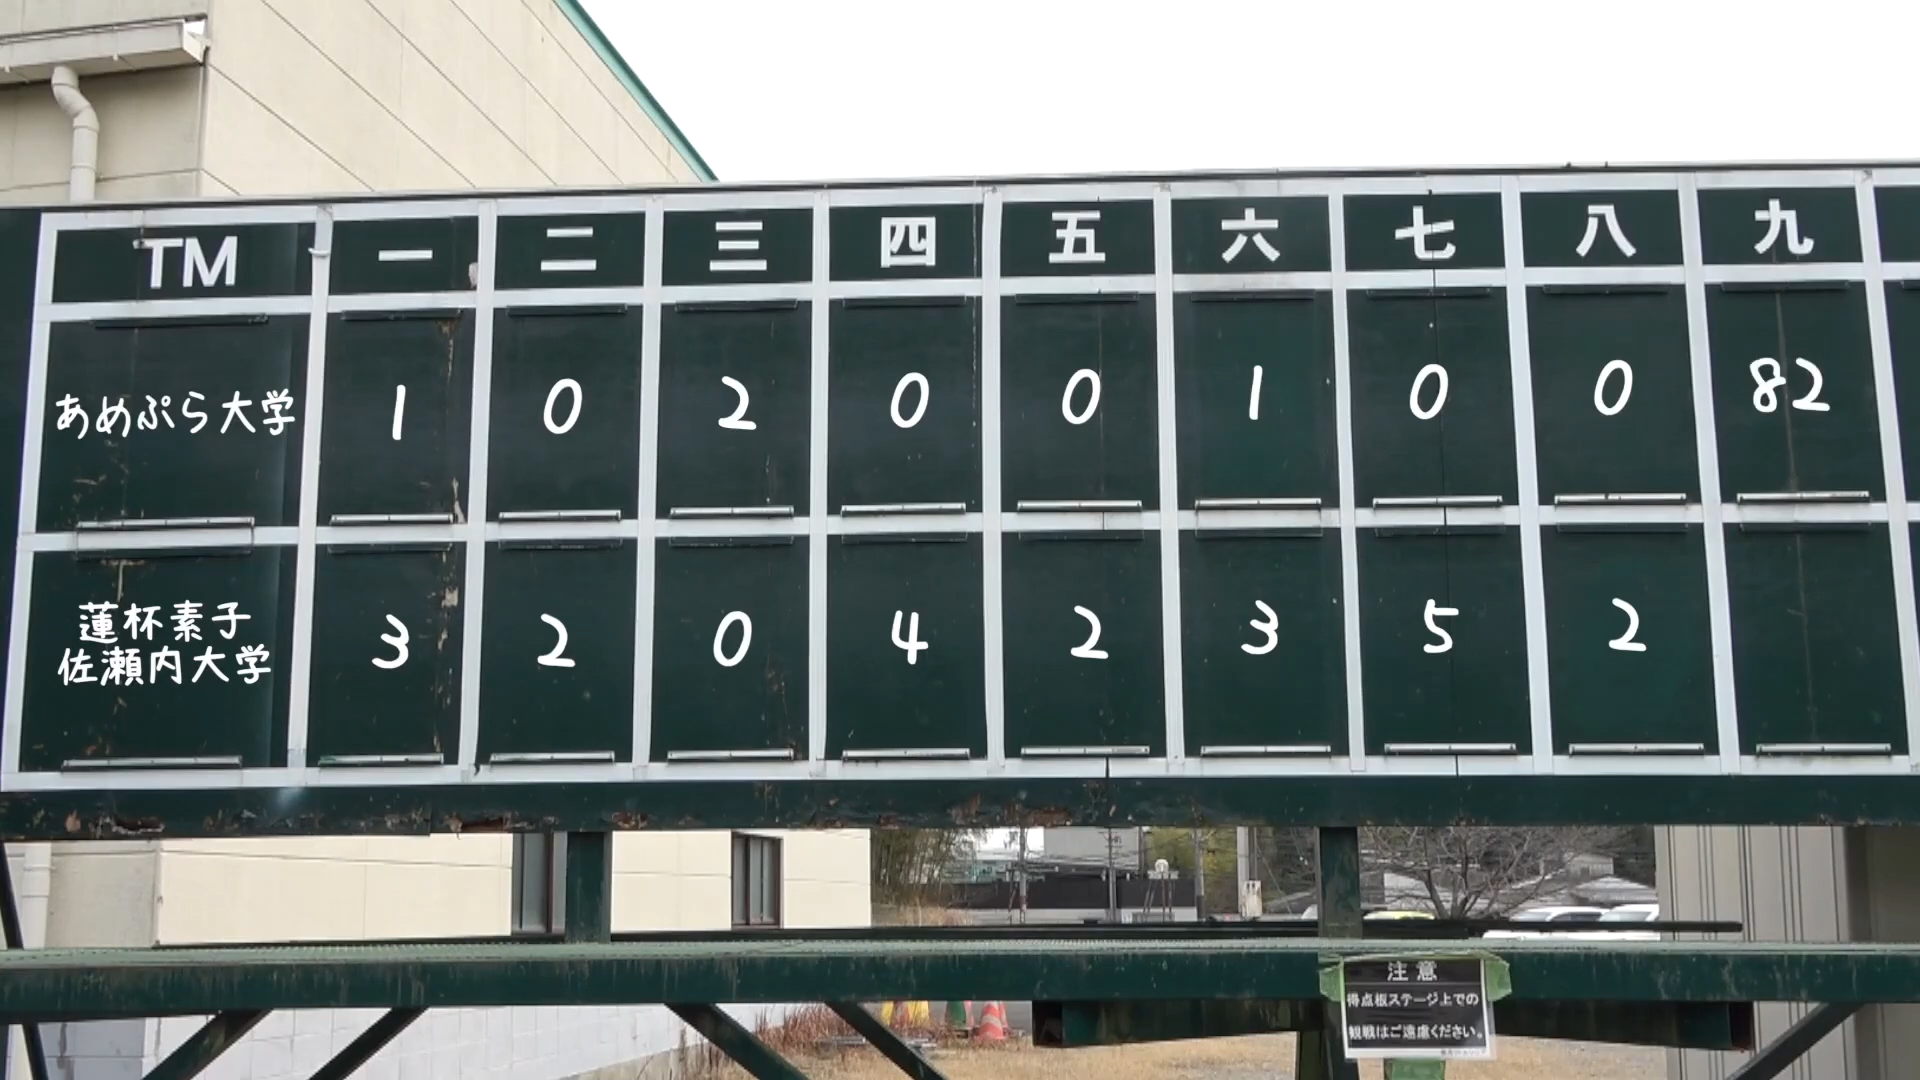 TM 一 二 三 四 五 六 七 八 九
あめぷら大学 1 0 2 0 0 1 0 0 82
蓮杯素子
佐瀬内大学 3 2 0 4 2 3 5 2
注意
得点板ステージ上での
観戦はご遠慮ください。